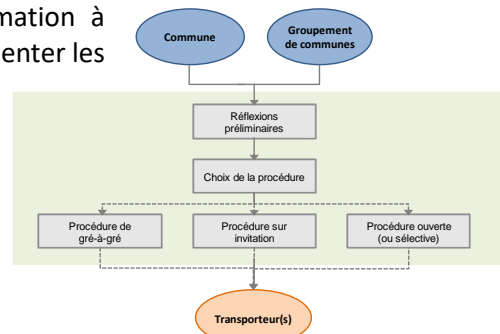 mation à
enter les
Commune
Groupement
de communes
Réflexions
préliminaires
Choix de la procédure
Procédure de
gré-à-gré
Procédure sur
invitation
Procédure ouverte
(ou sélective)
Transporteur(s)